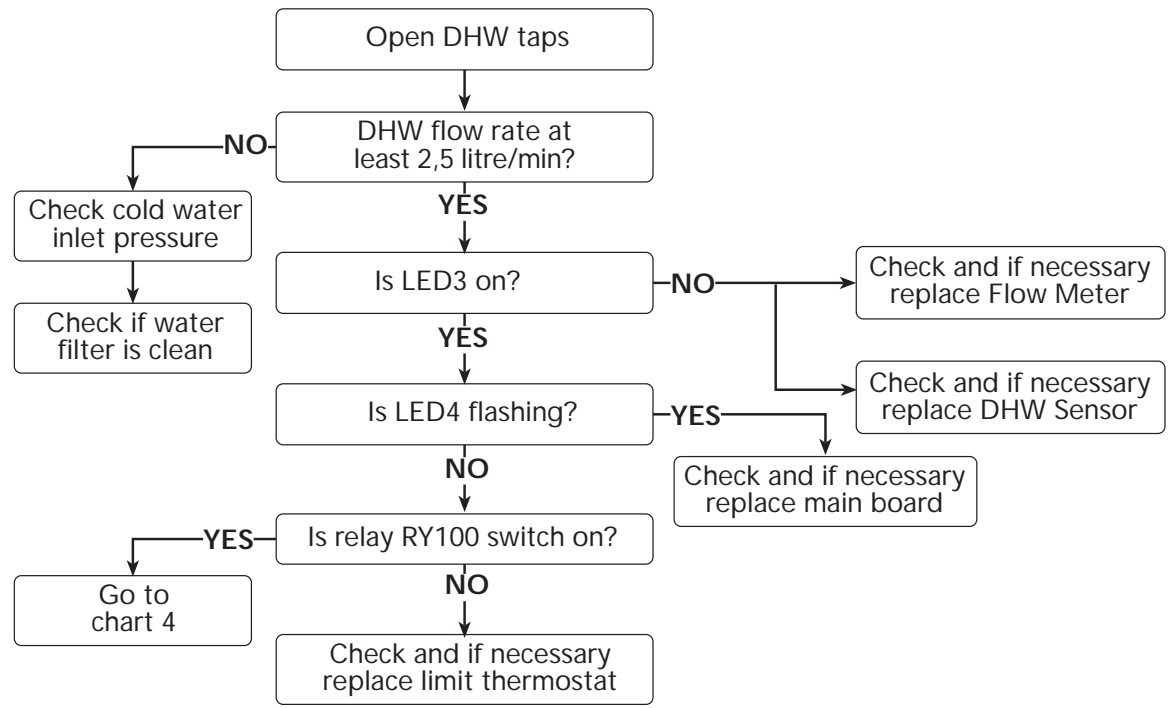 Open DHW taps
DHW flow rate at
least 2,5 litre/min?
NO
Check cold water
inlet pressure
Check if water
filter is clean
YES
Is LED3 on?
NO
Check and if necessary
replace Flow Meter
Check and if necessary
replace DHW Sensor
YES
Is LED4 flashing?
YES
Check and if necessary
replace main board
NO
Is relay RY100 switch on?
YES
Go to
chart 4
NO
Check and if necessary
replace limit thermostat